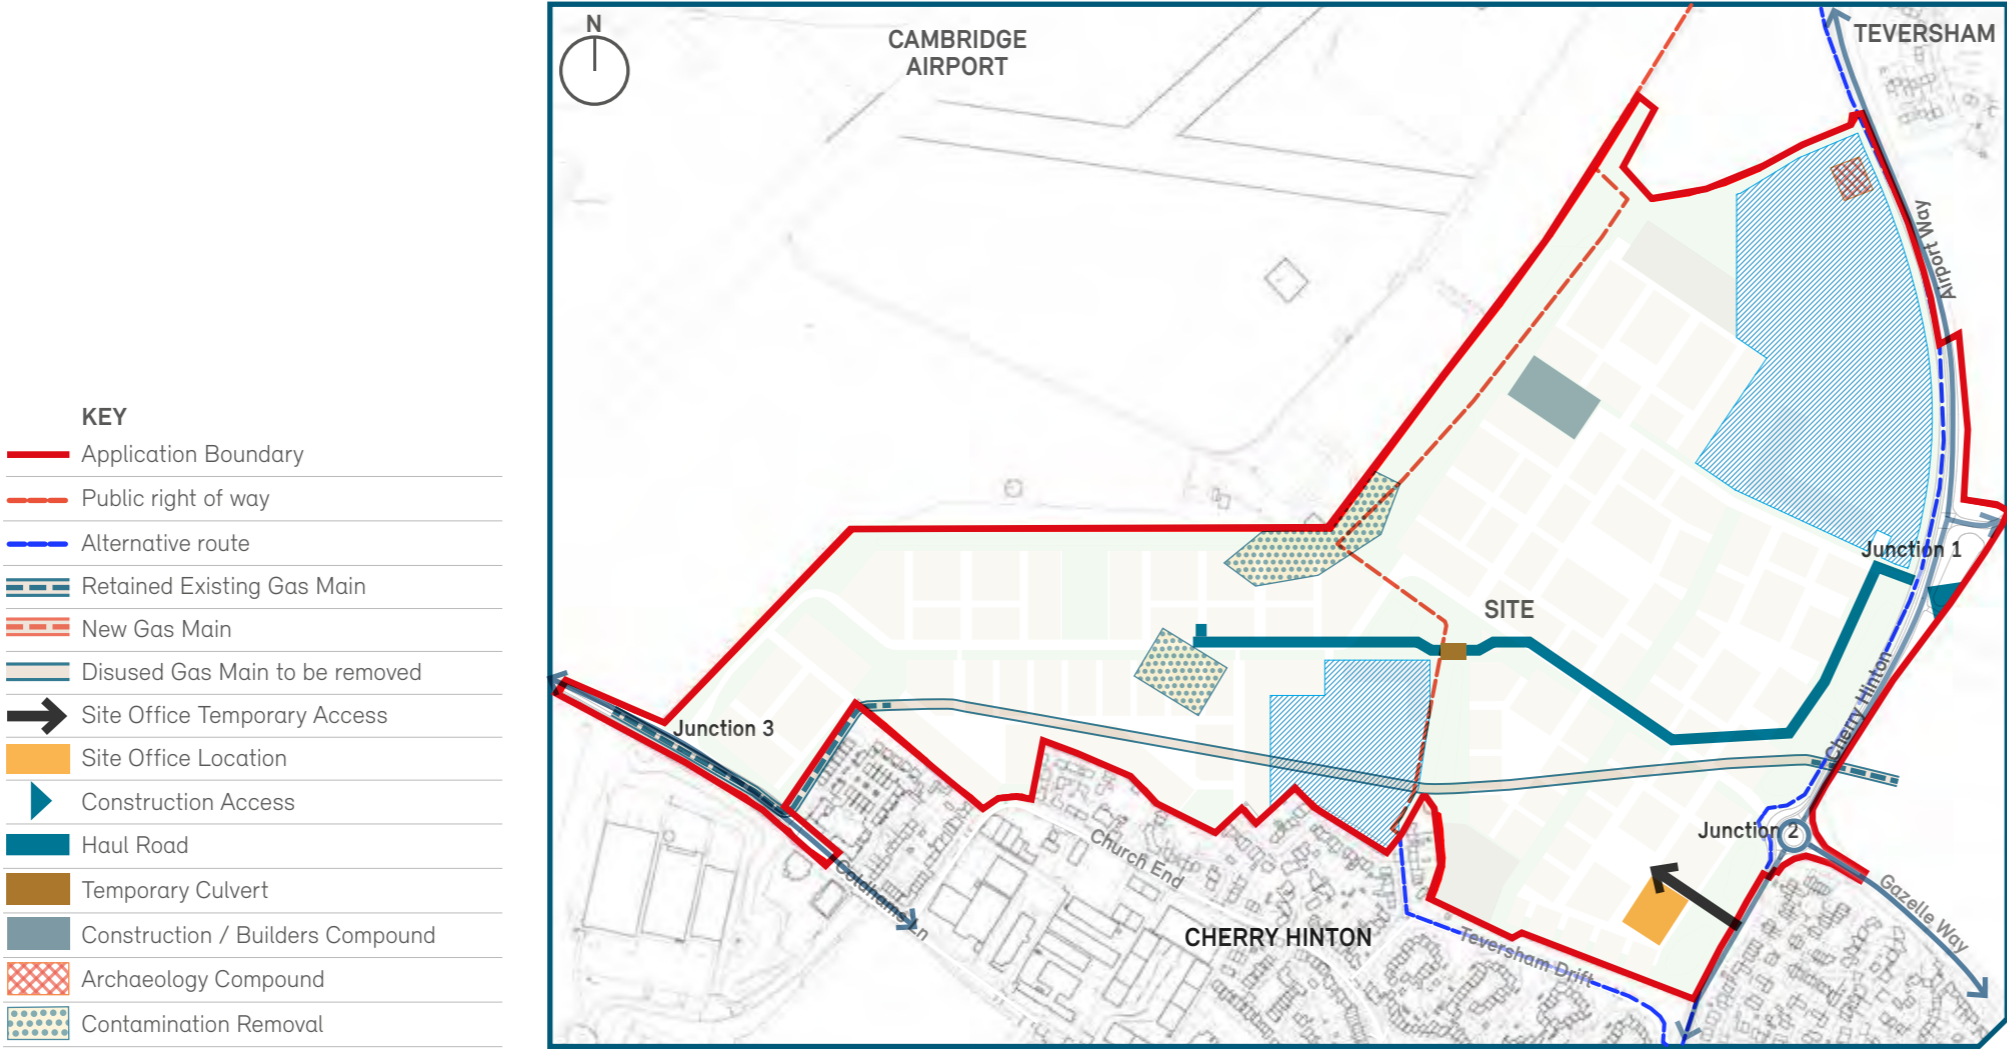 KEY
Application Boundary
Public right of way
Alternative route
Retained Existing Gas Main
New Gas Main
Disused Gas Main to be removed
Site Office Temporary Access
Site Office Location
Construction Access
Haul Road
Temporary Culvert
Construction / Builders Compound
Archaeology Compound
Contamination Removal
N
CAMBRIDGE
AIRPORT
TEVERSHAM
Airport Way
Junction 1
SITE
Cherry Hinton
Junction 3
Junction 2
Church End
Coldhams Ln
CHERRY HINTON
Teversham Drift
Gazelle Way